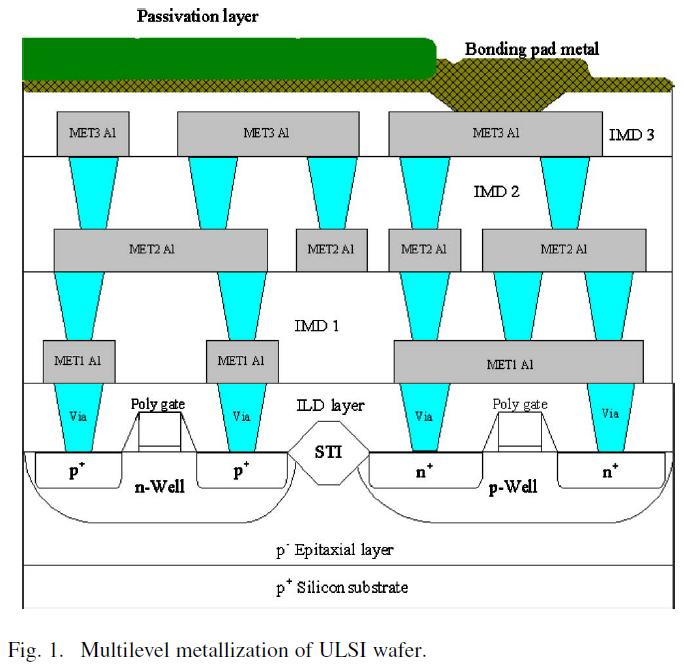 Passivation layer
Bonding pad metal
MET3 Al
MET3 Al
MET3 Al
IMD 3
IMD 2
MET2 Al
MET2 Al
MET2 Al
MET2 Al
IMD 1
MET1 Al
MET1 Al
MET1 Al
Via
Poly gate
Via
ILD layer
Via
Poly gate
Via
STI
p⁺
n-Well
p⁺
n⁺
p-Well
n⁺
p⁻ Epitaxial layer
p⁺ Silicon substrate
Fig. 1. Multilevel metallization of ULSI wafer.